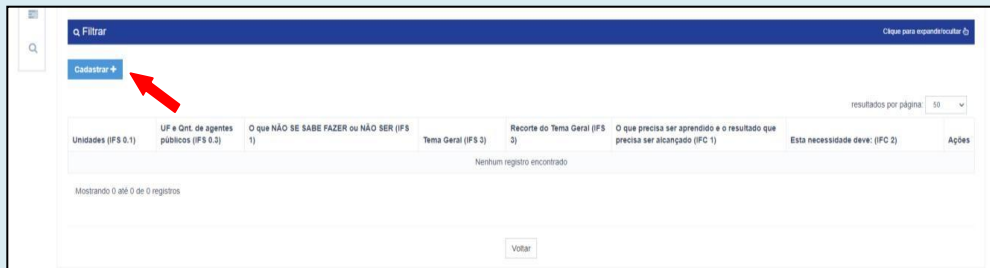 Filtrar
Clique para expandir/ocultar
Cadastrar +
resultados por página: 50
Unidades (IFS 0.1)
UF e Qnt. de agentes públicos (IFS 0.3)
O que NÃO SE SABE FAZER ou NÃO SER (IFS 1)
Tema Geral (IFS 3)
Recorte do Tema Geral (IFS 3)
O que precisa ser aprendido e o resultado que precisa ser alcançado (IFC 1)
Esta necessidade deve: (IFC 2)
Ações
Nenhum registro encontrado
Mostrando 0 até 0 de 0 registros
Voltar